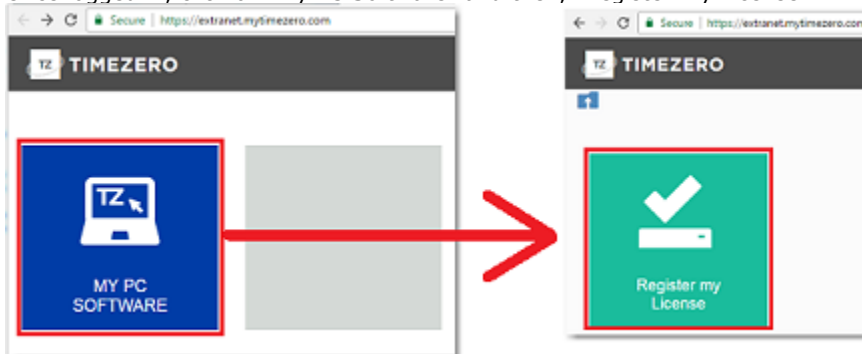 Secure | https://extranet.mytimezero.com
TZ TIMEZERO
MY PC
SOFTWARE
TZ
Secure | https://extranet.mytimezero.com
TZ TIMEZERO
Register my
License